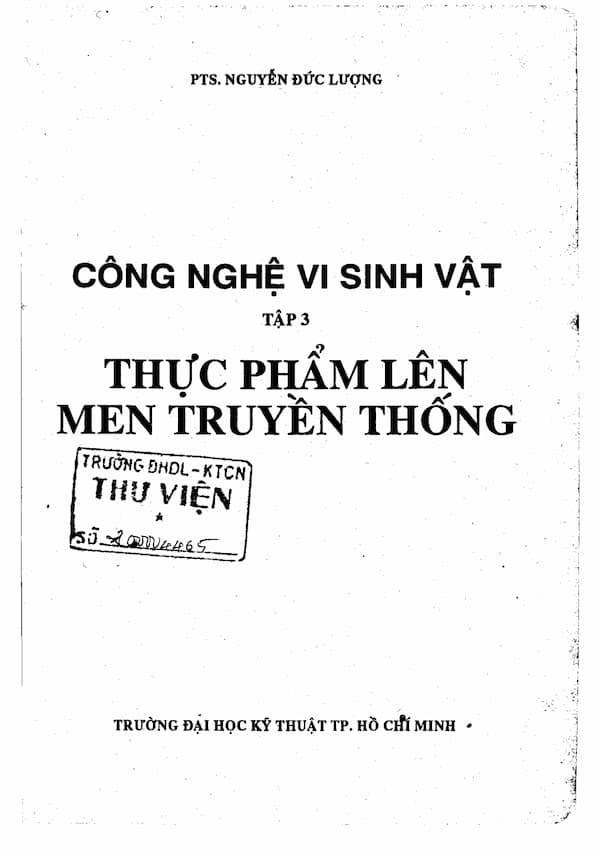 PTS. NGUYỄN ĐỨC LƯỢNG
CÔNG NGHỆ VI SINH VẬT
TẬP 3
THỰC PHẨM LÊN
MEN TRUYỀN THỐNG
TRƯỜNG ĐHDL-KTCN
THƯ VIỆN
SỐ
TRƯỜNG ĐẠI HỌC KỸ THUẬT TP. HỒ CHÍ MINH